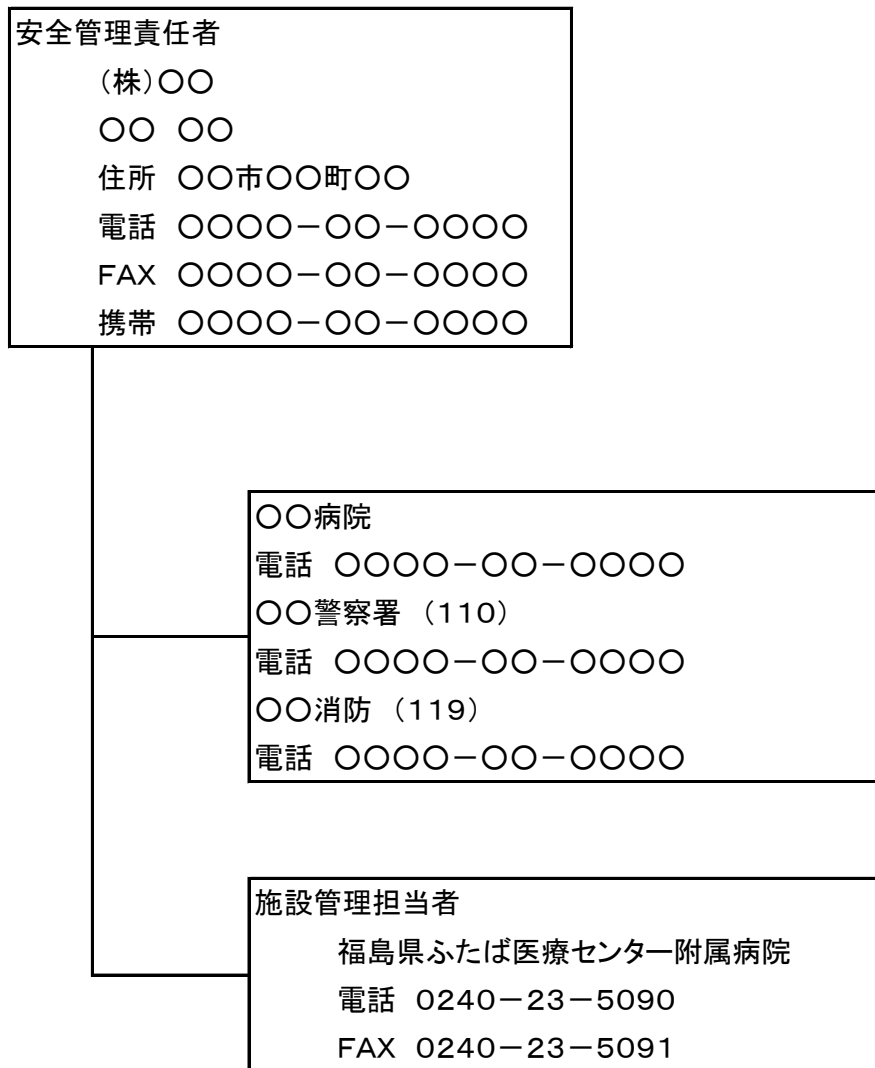 安全管理責任者
（株）〇〇
〇〇 〇〇
住所 〇〇市〇〇町〇〇
電話 〇〇〇〇－〇〇－〇〇〇〇
FAX 〇〇〇〇－〇〇－〇〇〇〇
携帯 〇〇〇〇－〇〇－〇〇〇〇
〇〇病院
電話 〇〇〇〇－〇〇－〇〇〇〇
〇〇警察署 （１１０）
電話 〇〇〇〇－〇〇－〇〇〇〇
〇〇消防 （１１９）
電話 〇〇〇〇－〇〇－〇〇〇〇
施設管理担当者
福島県ふたば医療センター附属病院
電話 ０２４０－２３－５０９０
FAX ０２４０－２３－５０９１